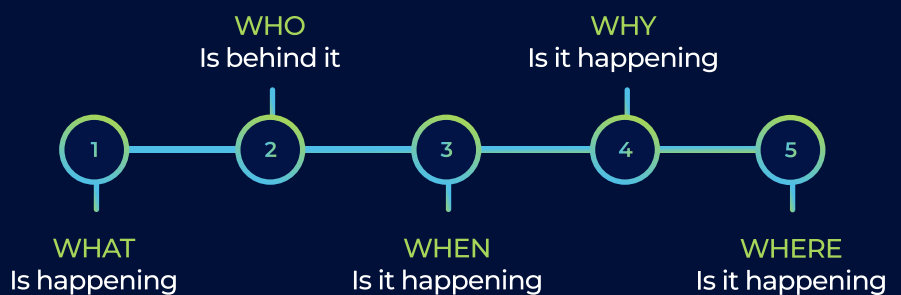 WHO
Is behind it
WHY
Is it happening
1
2
3
4
5
WHAT
Is happening
WHEN
Is it happening
WHERE
Is it happening